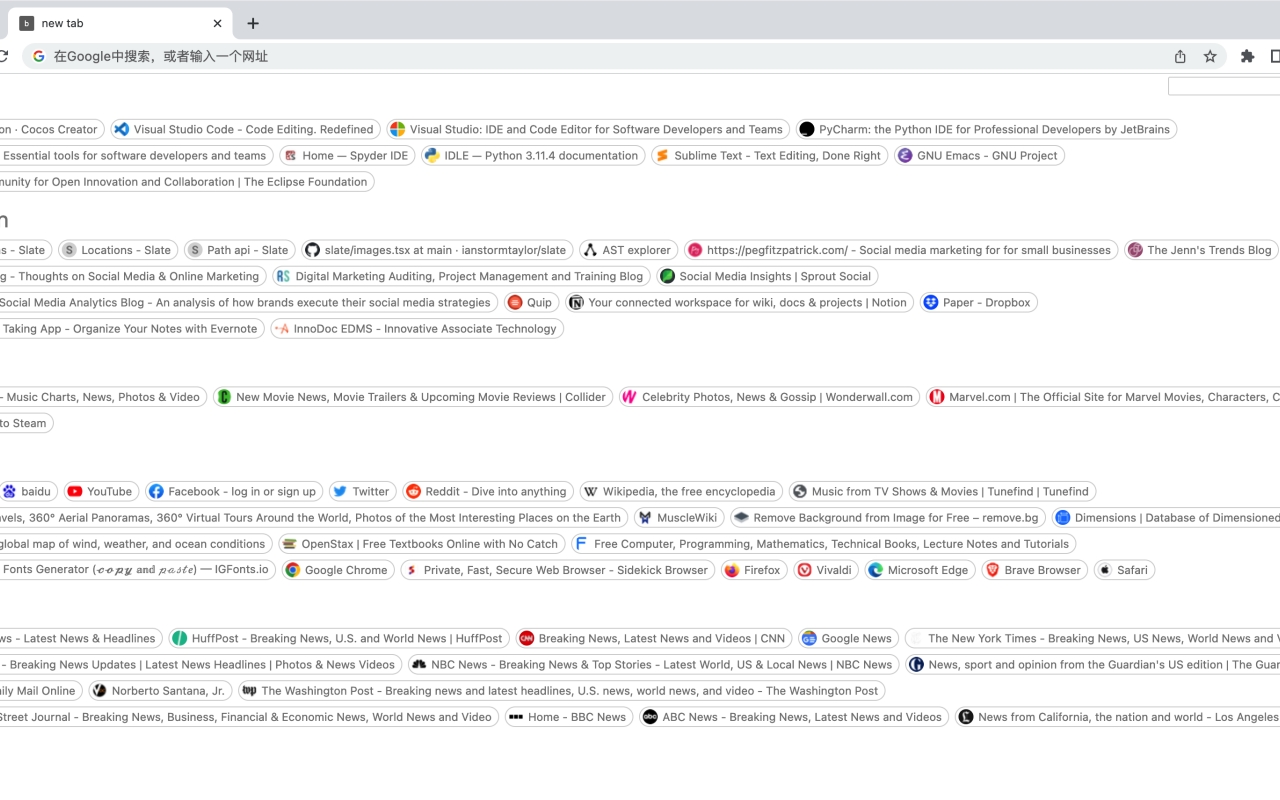 new tab
在Google中搜索，或者输入一个网址
on · Cocos Creator Visual Studio Code - Code Editing. Redefined Visual Studio: IDE and Code Editor for Software Developers and Teams PyCharm: the Python IDE for Professional Developers by JetBrains
Essential tools for software developers and teams Home — Spyder IDE IDLE — Python 3.11.4 documentation Sublime Text - Text Editing, Done Right GNU Emacs - GNU Project
munity for Open Innovation and Collaboration | The Eclipse Foundation
n
s - Slate Locations - Slate Path api - Slate slate/images.tsx at main · ianstormtaylor/slate AST explorer https://pegfitzpatrick.com/ - Social media marketing for for small businesses The Jenn's Trends Blog
g - Thoughts on Social Media & Online Marketing Digital Marketing Auditing, Project Management and Training Blog Social Media Insights | Sprout Social
Social Media Analytics Blog - An analysis of how brands execute their social media strategies Quip Your connected workspace for wiki, docs & projects | Notion Paper - Dropbox
Taking App - Organize Your Notes with Evernote InnoDoc EDMS - Innovative Associate Technology
- Music Charts, News, Photos & Video New Movie News, Movie Trailers & Upcoming Movie Reviews | Collider Celebrity Photos, News & Gossip | Wonderwall.com Marvel.com | The Official Site for Marvel Movies, Characters, C
to Steam
baidu YouTube Facebook - log in or sign up Twitter Reddit - Dive into anything Wikipedia, the free encyclopedia Music from TV Shows & Movies | Tunefind | Tunefind
vels, 360° Aerial Panoramas, 360° Virtual Tours Around the World, Photos of the Most Interesting Places on the Earth MuscleWiki Remove Background from Image for Free – remove.bg Dimensions | Database of Dimensioned
global map of wind, weather, and ocean conditions OpenStax | Free Textbooks Online with No Catch Free Computer, Programming, Mathematics, Technical Books, Lecture Notes and Tutorials
Fonts Generator (𝓬𝓸𝓹𝔂 𝐚𝐧𝐝 𝓅𝒶𝓈𝓉𝑒) — IGFonts.io Google Chrome Private, Fast, Secure Web Browser - Sidekick Browser Firefox Vivaldi Microsoft Edge Brave Browser Safari
ws - Latest News & Headlines HuffPost - Breaking News, U.S. and World News | HuffPost Breaking News, Latest News and Videos | CNN Google News The New York Times - Breaking News, US News, World News and V
- Breaking News Updates | Latest News Headlines | Photos & News Videos NBC News - Breaking News & Top Stories - Latest World, US & Local News | NBC News News, sport and opinion from the Guardian's US edition | The Guar
aily Mail Online Norberto Santana, Jr. The Washington Post - Breaking news and latest headlines, U.S. news, world news, and video - The Washington Post
Street Journal - Breaking News, Business, Financial & Economic News, World News and Video Home - BBC News ABC News - Breaking News, Latest News and Videos News from California, the nation and world - Los Angeles